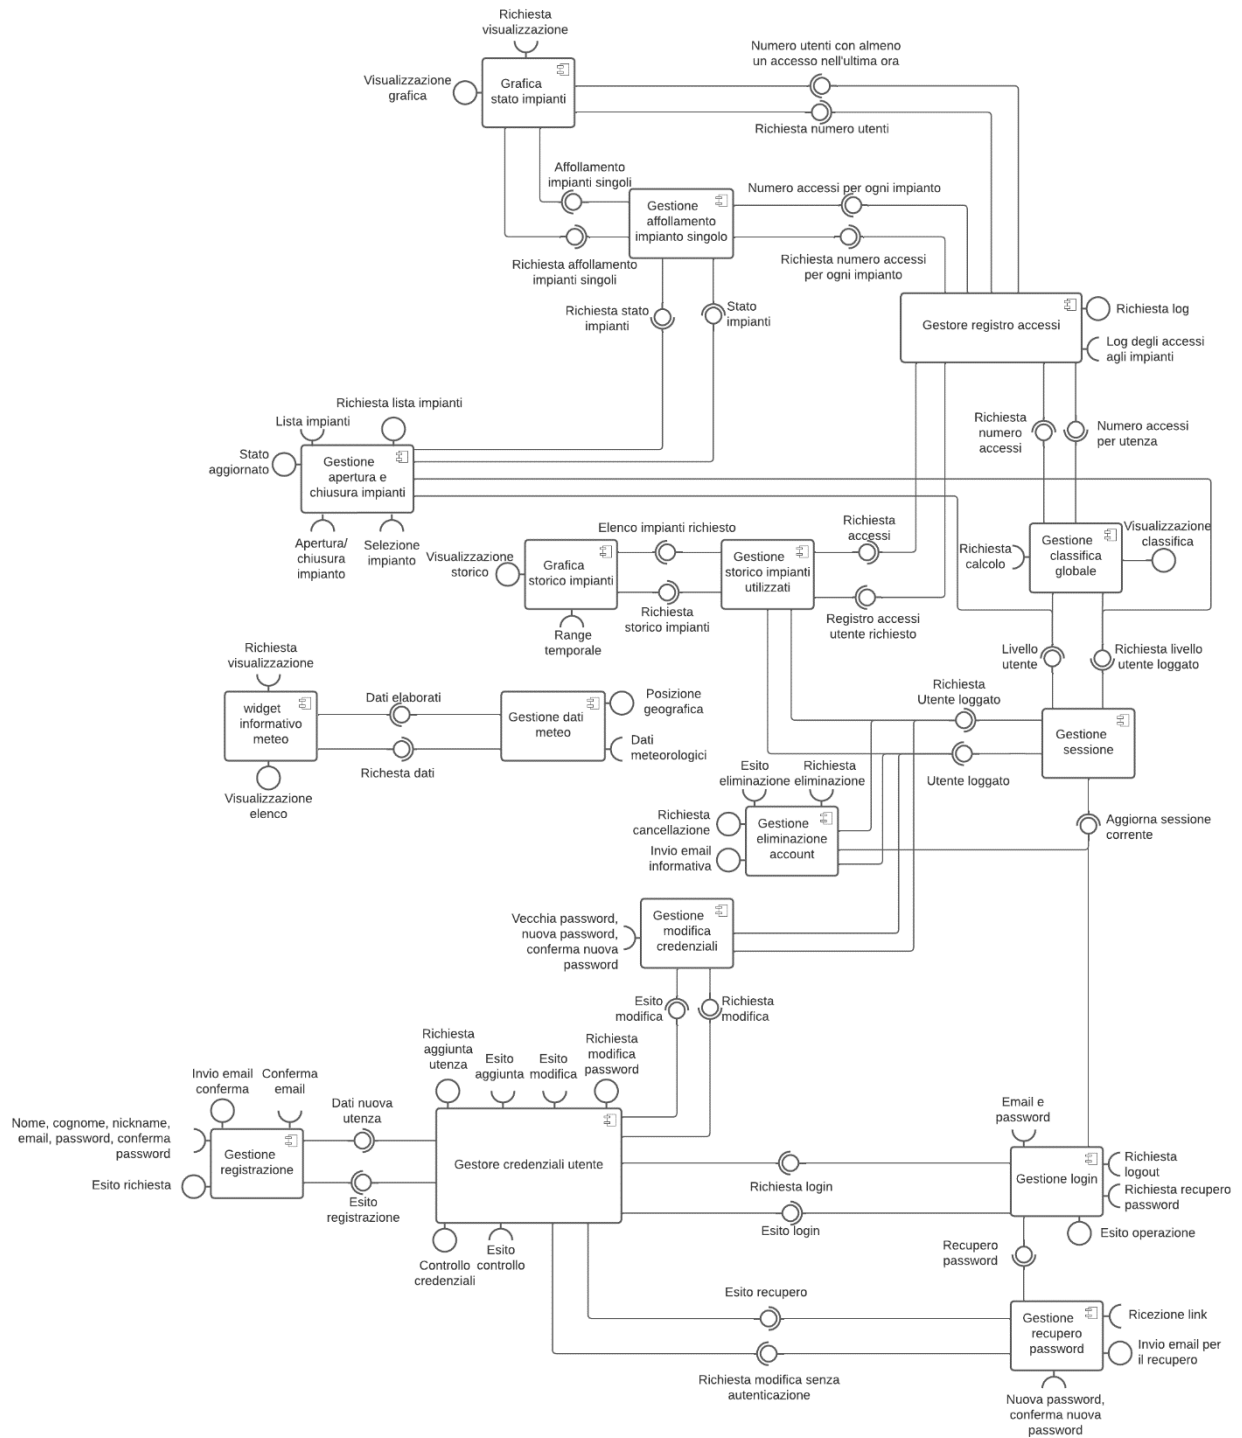 Richiesta
visualizzazione
Numero utenti con almeno
un accesso nell'ultima ora
Visualizzazione
grafica
Grafica
stato impianti
Richiesta numero utenti
Affollamento
impianti singoli
Gestione
affollamento
impianto singolo
Numero accessi per ogni impianto
Richiesta affollamento
impianti singoli
Richiesta numero accessi
per ogni impianto
Richiesta stato
impianti
Stato
impianti
Gestore registro accessi
Richiesta log
Log degli accessi
agli impianti
Richiesta lista impianti
Lista impianti
Stato
aggiornato
Gestione
apertura e
chiusura impianti
Richiesta
numero
accessi
Numero accessi
per utenza
Apertura/
chiusura
impianto
Selezione
impianto
Elenco impianti richiesto
Richiesta
accessi
Visualizzazione
storico
Grafica
storico impianti
Gestione
storico impianti
utilizzati
Richiesta
calcolo
Gestione
classifica
globale
Visualizzazione
classifica
Range
temporale
Richiesta
storico impianti
Registro accessi
utente richiesto
Livello
utente
Richiesta livello
utente loggato
Richiesta
visualizzazione
Dati elaborati
Posizione
geografica
Richiesta
Utente loggato
widget
informativo
meteo
Gestione dati
meteo
Dati
meteorologici
Gestione
sessione
Richesta dati
Visualizzazione
elenco
Esito
eliminazione
Richiesta
eliminazione
Utente loggato
Richiesta
cancellazione
Invio email
informativa
Gestione
eliminazione
account
Aggiorna sessione
corrente
Vecchia password,
nuova password,
conferma nuova
password
Gestione
modifica
credenziali
Esito
modifica
Richiesta
modifica
Richiesta
aggiunta
utenza
Esito
aggiunta
Esito
modifica
Richiesta
modifica
password
Invio email
conferma
Conferma
email
Dati nuova
utenza
Nome, cognome, nickname,
email, password, conferma
password
Gestione
registrazione
Gestore credenziali utente
Esito richiesta
Esito
registrazione
Email e
password
Gestione login
Richiesta
logout
Richiesta recupero
password
Richiesta login
Esito login
Esito operazione
Controllo
credenziali
Esito
controllo
Recupero
password
Esito recupero
Gestione
recupero
password
Ricezione link
Invio email per
il recupero
Richiesta modifica senza
autenticazione
Nuova password,
conferma nuova
password